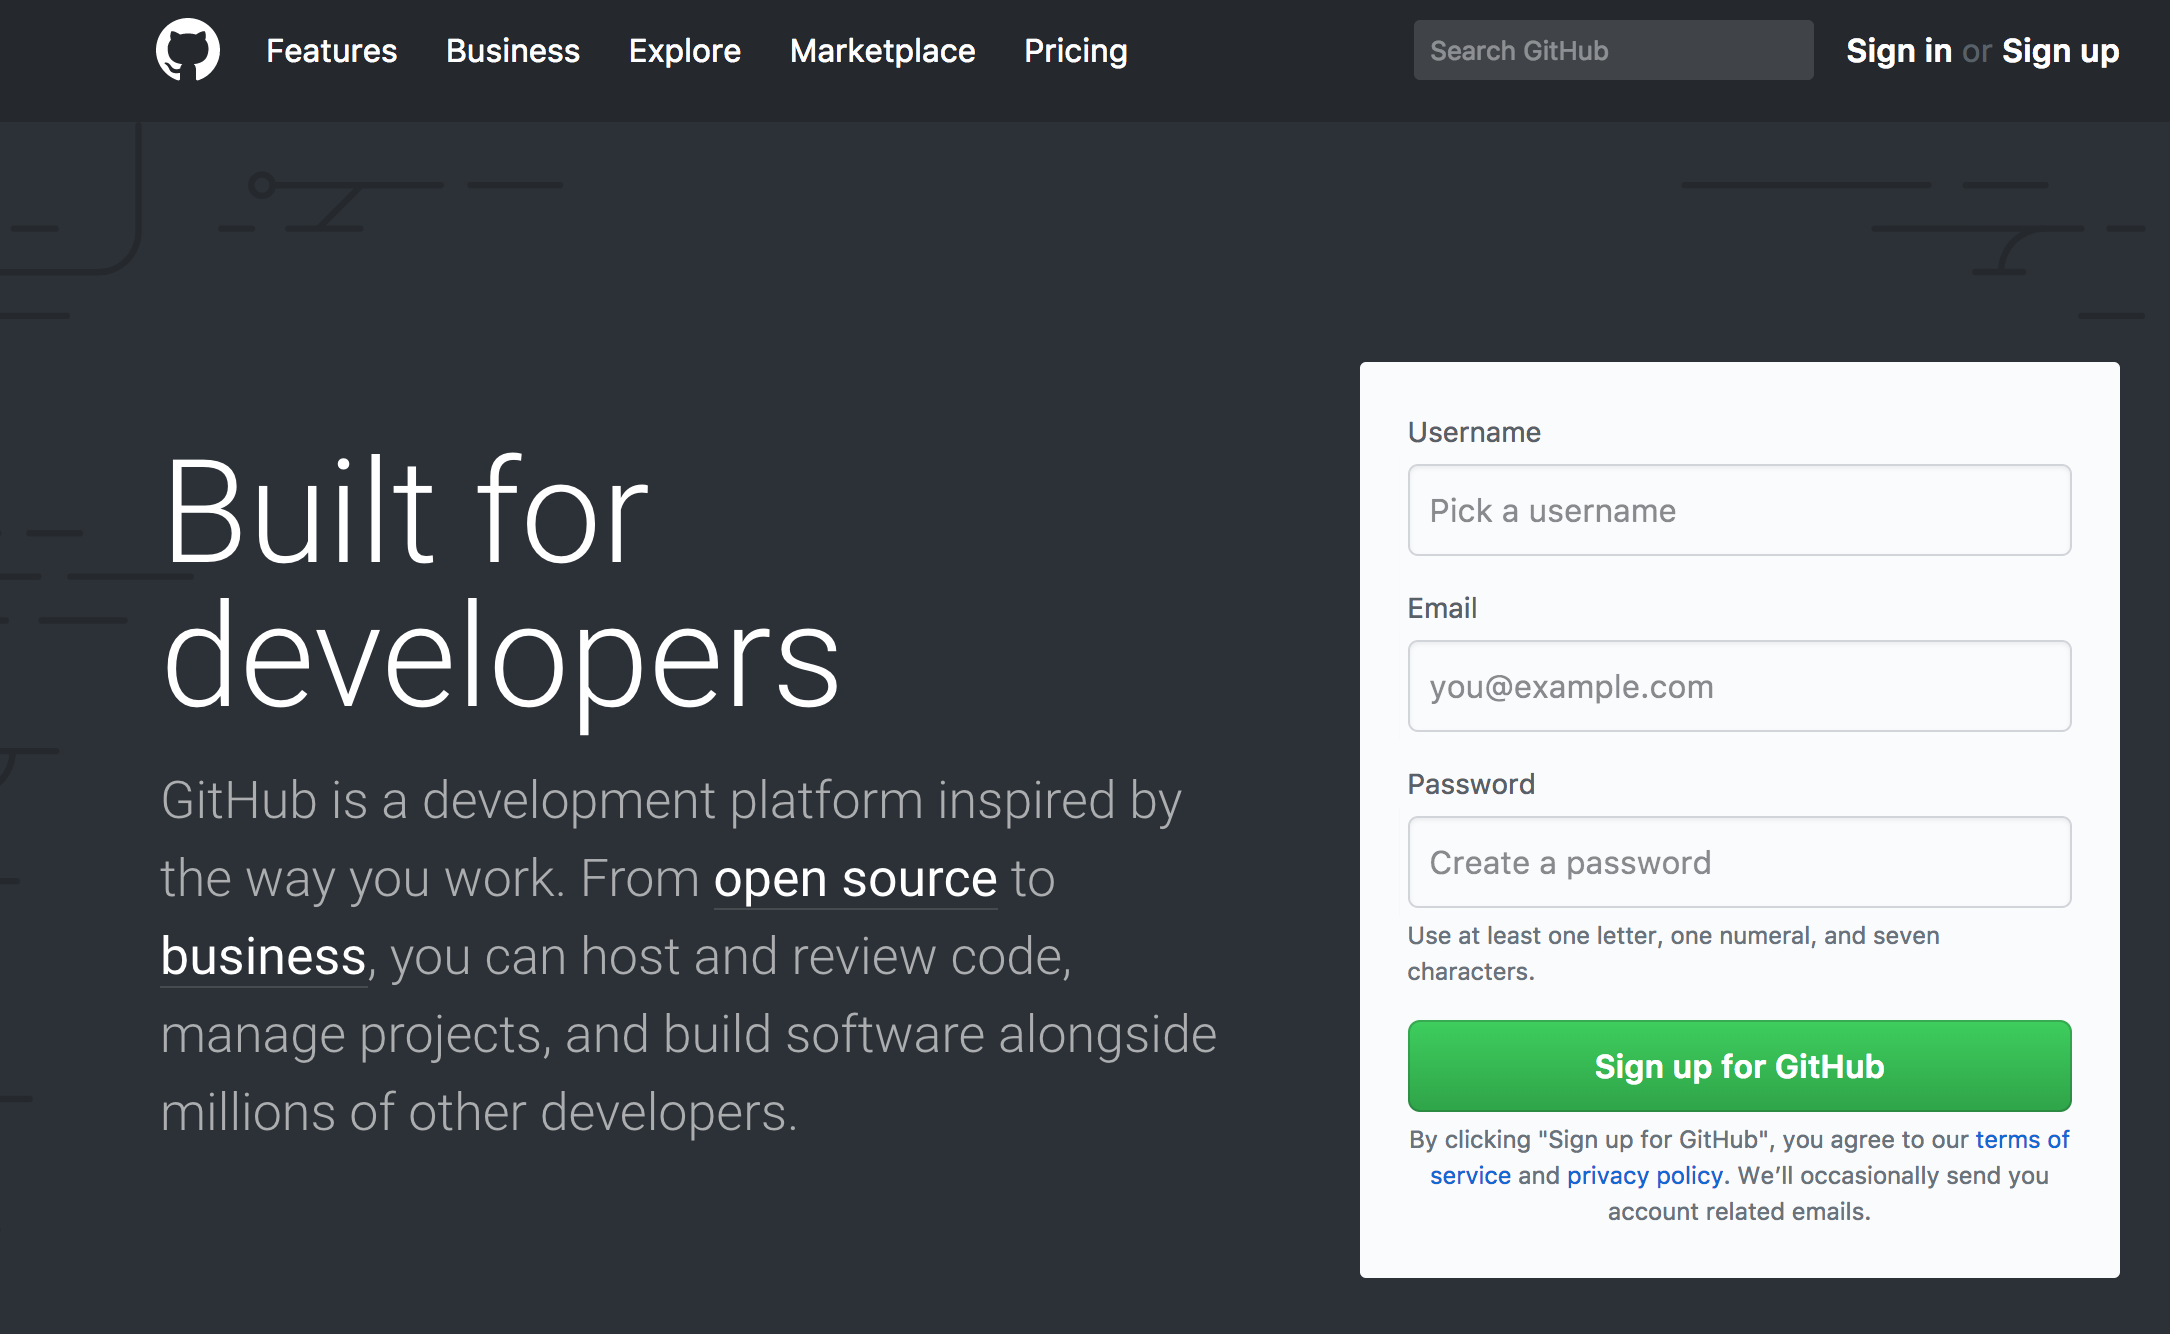 Features Business Explore Marketplace Pricing Search GitHub Sign in or Sign up
Built for
developers
GitHub is a development platform inspired by
the way you work. From open source to
business, you can host and review code,
manage projects, and build software alongside
millions of other developers.
Username
Pick a username
Email
you@example.com
Password
Create a password
Use at least one letter, one numeral, and seven
characters.
Sign up for GitHub
By clicking "Sign up for GitHub", you agree to our terms of
service and privacy policy. We’ll occasionally send you
account related emails.